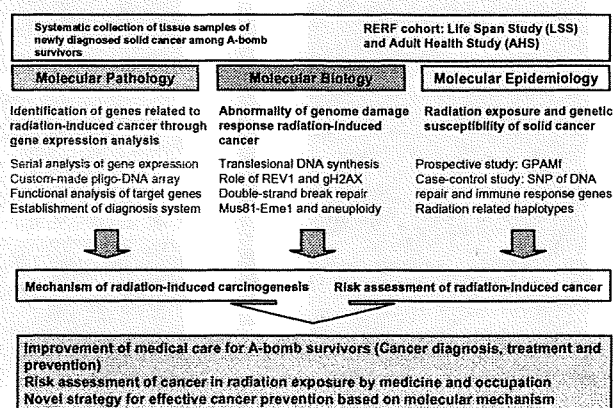 Systematic collection of tissue samples of
newly diagnosed solid cancer among A-bomb
survivors
RERF cohort: Life Span Study (LSS)
and Adult Health Study (AHS)
Molecular Pathology
Molecular Biology
Molecular Epidemiology
Identification of genes related to
radiation-induced cancer through
gene expression analysis
Abnormality of genome damage
response radiation-induced
cancer
Radiation exposure and genetic
susceptibility of solid cancer
Serial analysis of gene expression
Custom-made pligo-DNA array
Functional analysis of target genes
Establishment of diagnosis system
Translesional DNA synthesis
Role of REV1 and gH2AX
Double-strand break repair
Mus81-Eme1 and aneuploidy
Prospective study: GPAMf
Case-control study: SNP of DNA
repair and immune response genes
Radiation related haplotypes
Mechanism of radiation-induced carcinogenesis
Risk assessment of radiation-induced cancer
Improvement of medical care for A-bomb survivors (Cancer diagnosis, treatment and
prevention)
Risk assessment of cancer in radiation exposure by medicine and occupation
Novel strategy for effective cancer prevention based on molecular mechanism